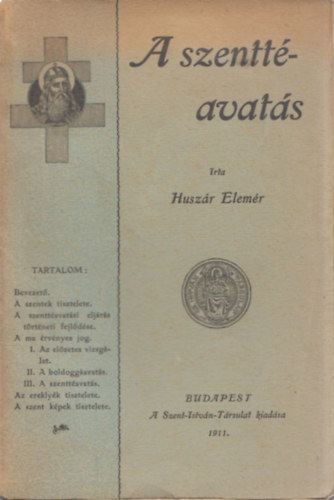 A szentté-
avatás
Irta
Huszár Elemér
TARTALOM:
Bevezető.
A szentek tisztelete.
A szenttéavatási eljárás
történeti fejlődése.
A ma érvényes jog.
I. Az előzetes vizsgá-
lat.
II. A boldoggáavatás.
III. A szenttéavatás.
Az ereklyék tisztelete.
A szent képek tisztelete.
BUDAPEST
A Szent-István-Társulat kiadása
1911.